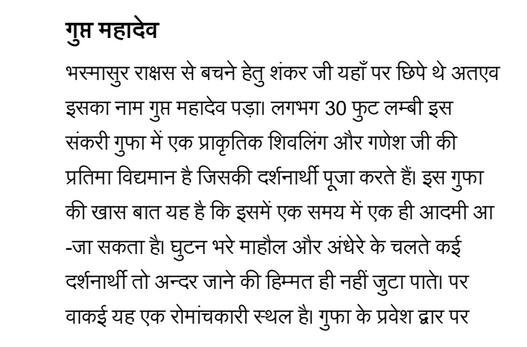 गुप्त महादेव
भस्मासुर राक्षस से बचने हेतु शंकर जी यहाँ पर छिपे थे अतएव
इसका नाम गुप्त महादेव पड़ा। लगभग 30 फुट लम्बी इस
संकरी गुफा में एक प्राकृतिक शिवलिंग और गणेश जी की
प्रतिमा विद्यमान है जिसकी दर्शनार्थी पूजा करते हैं। इस गुफा
की खास बात यह है कि इसमें एक समय में एक ही आदमी आ
-जा सकता है। घुटन भरे माहौल और अंधेरे के चलते कई
दर्शनार्थी तो अन्दर जाने की हिम्मत ही नहीं जुटा पाते। पर
वाकई यह एक रोमांचकारी स्थल है। गुफा के प्रवेश द्वार पर